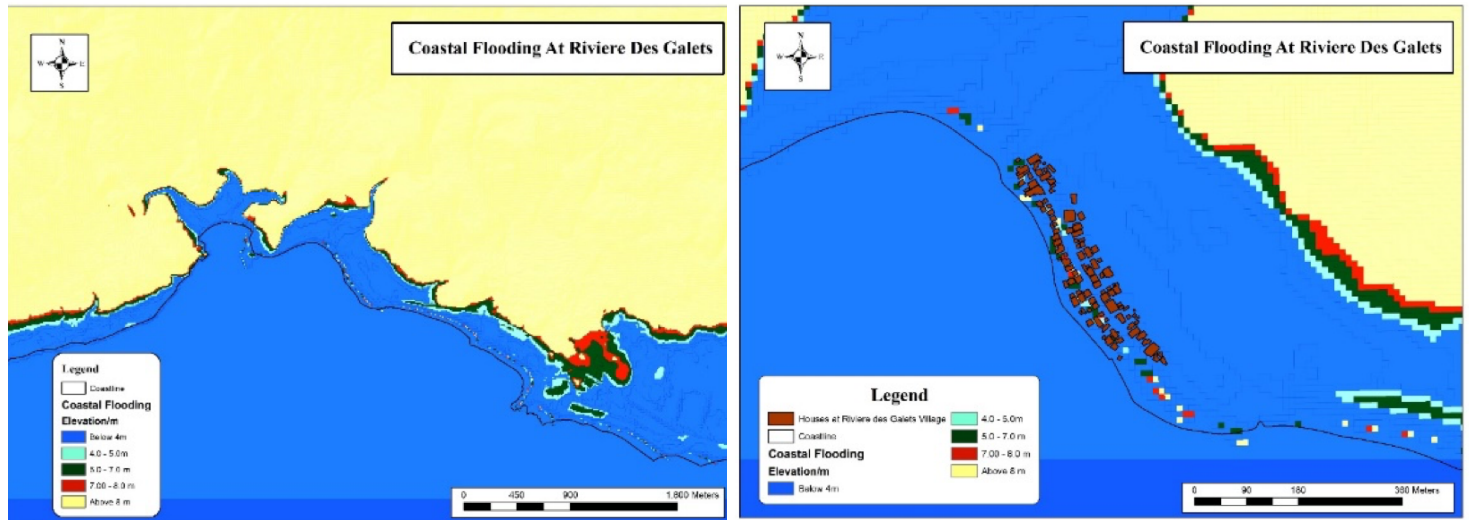 Coastal Flooding At Riviere Des Galets
N
W E
S
Legend
Coastline
Coastal Flooding
Elevation/m
Below 4m
4.0 - 5.0m
5.0 - 7.0 m
7.00 - 8.0 m
Above 8 m
0 450 900 1,800 Meters
Coastal Flooding At Riviere Des Galets
N
W E
S
Legend
Houses at Riviere des Galets Village
Coastline
Coastal Flooding
Elevation/m
Below 4m
4.0 - 5.0m
5.0 - 7.0 m
7.00 - 8.0 m
Above 8 m
0 90 180 360 Meters